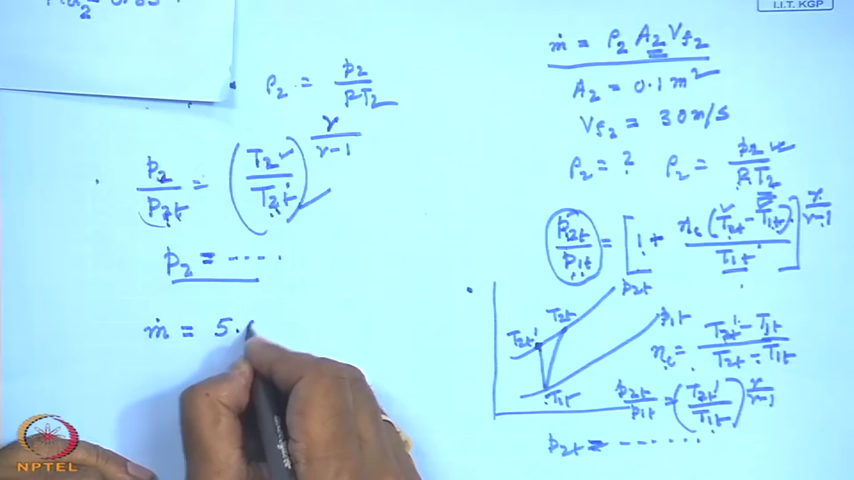 I.I.T. KGP
ρ₂ = p₂ / RT₂
p₂ / p₂t = (T₂ / T₂t)^(γ / γ-1)
p₂ = ----
ṁ = 5.
ṁ = ρ₂ A₂ Vf₂
A₂ = 0.1 m²
Vf₂ = 30 m/s
ρ₂ = ? ρ₂ = p₂ / RT₂
p₂t / p₁t = [1 + ηc (T₂t - T₁t) / T₁t]^(γ / γ-1)
p₂t
T₂t p₁t
T₂t'
T₁t
ηc = (T₂t' - T₁t) / (T₂t - T₁t)
p₂t / p₁t = (T₂t' / T₁t)^(γ / γ-1)
p₂t = ------
NPTEL